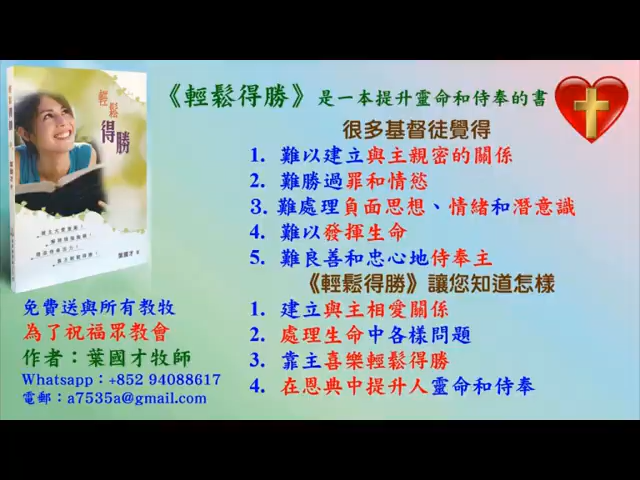 《輕鬆得勝》是一本提升靈命和侍奉的書
很多基督徒覺得
1. 難以建立與主親密的關係
2. 難勝過罪和情慾
3. 難處理負面思想、情緒和潛意識
4. 難以發揮生命
5. 難良善和忠心地侍奉主
《輕鬆得勝》讓您知道怎樣
1. 建立與主相愛關係
2. 處理生命中各樣問題
3. 靠主喜樂輕鬆得勝
4. 在恩典中提升人靈命和侍奉
輕鬆得勝
輕鬆
得勝
免費送與所有教牧
為了祝福眾教會
作者：葉國才牧師
Whatsapp：+852 94088617
電郵：a7535a@gmail.com